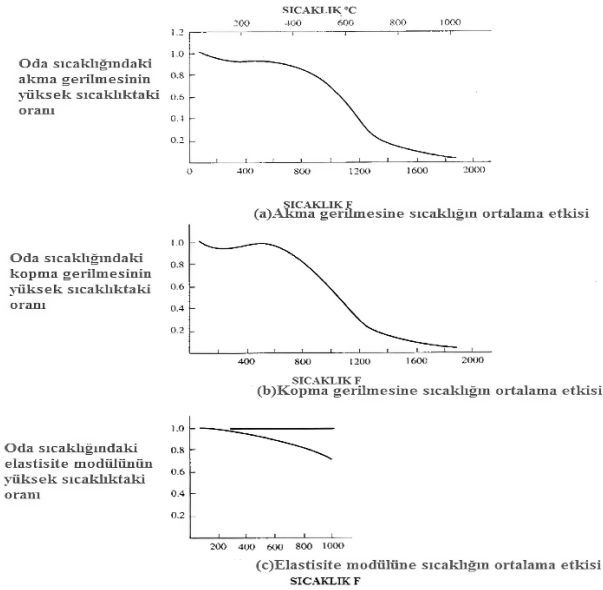 SICAKLIK ºC
200 400 600 800 1000
Oda sıcaklığındaki
akma gerilmesinin
yüksek sıcaklıktaki
oranı
1.2
1.0
0.8
0.6
0.4
0.2
0 400 800 1200 1600 2000
SICAKLIK F
(a)Akma gerilmesine sıcaklığın ortalama etkisi
Oda sıcaklığındaki
kopma gerilmesinin
yüksek sıcaklıktaki
oranı
1.0
0.8
0.6
0.4
0.2
400 800 1200 1600 2000
SICAKLIK F
(b)Kopma gerilmesine sıcaklığın ortalama etkisi
Oda sıcaklığındaki
elastisite modülünün
yüksek sıcaklıktaki
oranı
1.0
0.8
0.6
0.4
0.2
200 400 600 800 1000
(c)Elastisite modülüne sıcaklığın ortalama etkisi
SICAKLIK F